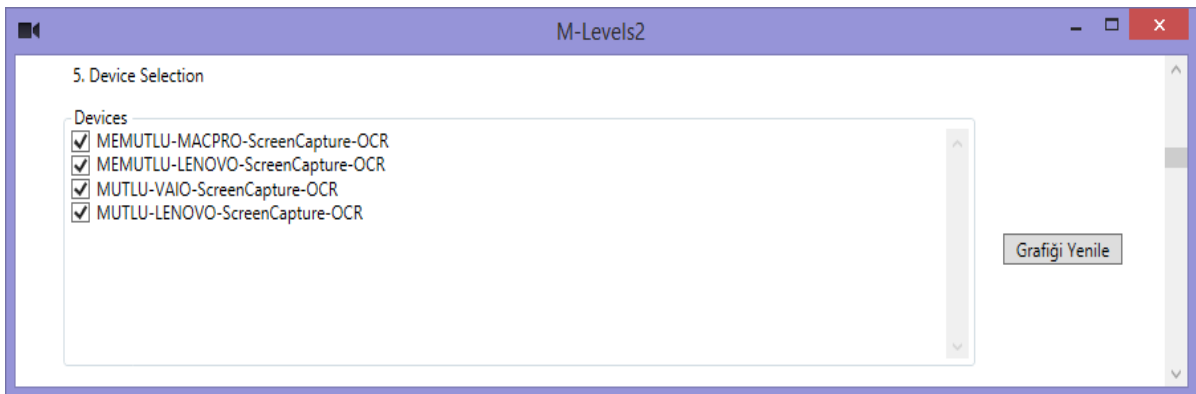 M-Levels2
5. Device Selection
Devices
MEMUTLU-MACPRO-ScreenCapture-OCR
MEMUTLU-LENOVO-ScreenCapture-OCR
MUTLU-VAIO-ScreenCapture-OCR
MUTLU-LENOVO-ScreenCapture-OCR
Grafiği Yenile